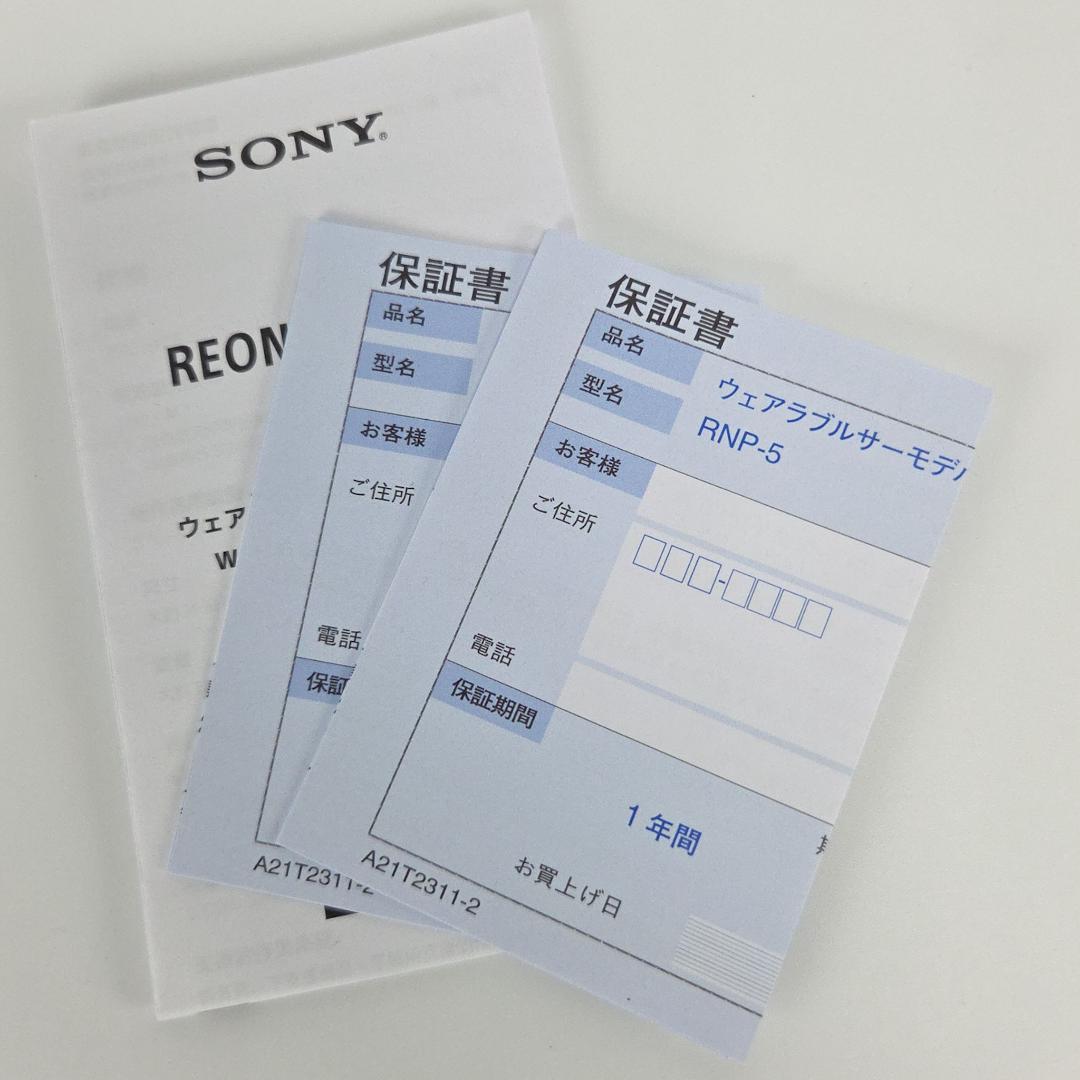 SONY®
REON
ウェア
W
保証書
品名
型名
お客様
ご住所
電話
保証
A21T2311-2
保証書
品名
ウェアラブルサーモデ
型名
RNP-5
お客様
ご住所
電話
保証期間
1年間
お買上げ日
A21T2311-2